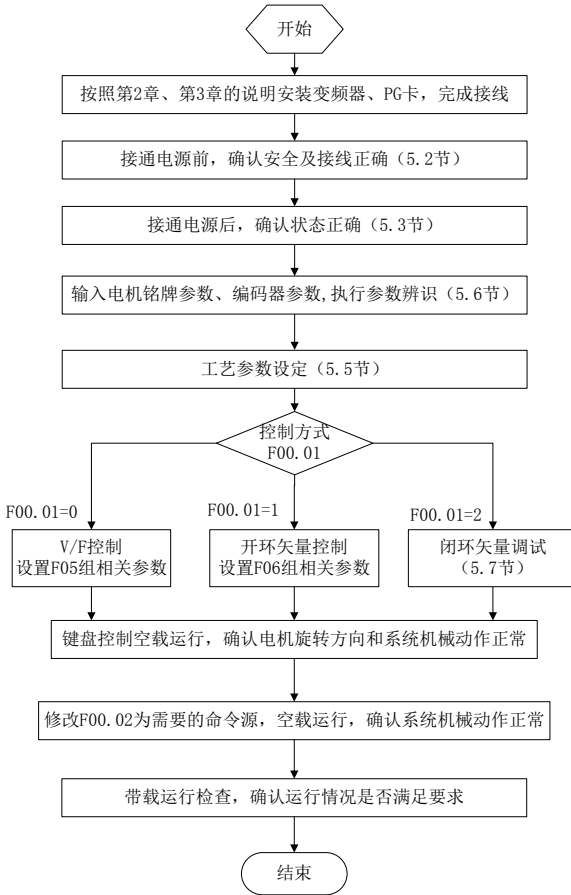 开始
按照第2章、第3章的说明安装变频器、PG卡，完成接线
接通电源前，确认安全及接线正确（5.2节）
接通电源后，确认状态正确（5.3节）
输入电机铭牌参数、编码器参数,执行参数辨识（5.6节）
工艺参数设定（5.5节）
控制方式
F00.01
F00.01=0
F00.01=1
F00.01=2
V/F控制
设置F05组相关参数
开环矢量控制
设置F06组相关参数
闭环矢量调试
（5.7节）
键盘控制空载运行，确认电机旋转方向和系统机械动作正常
修改F00.02为需要的命令源，空载运行，确认系统机械动作正常
带载运行检查，确认运行情况是否满足要求
结束